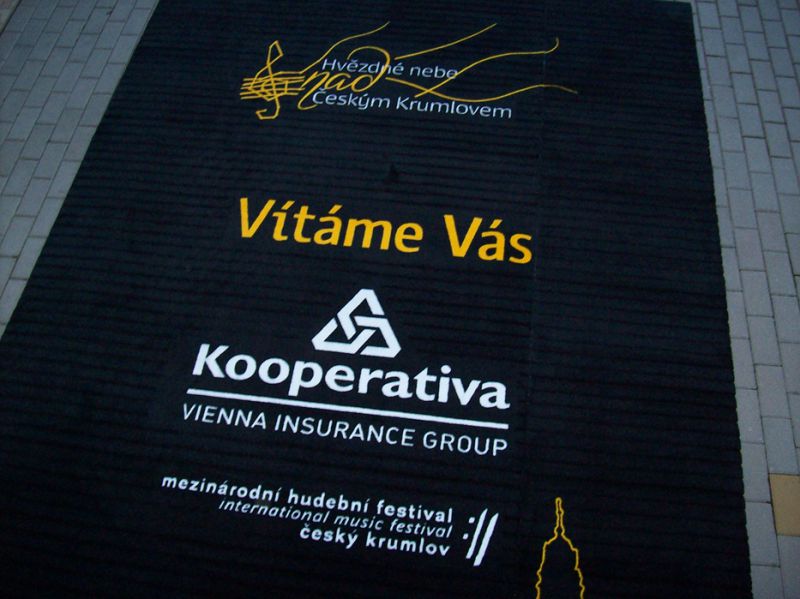 Hvězdné nebe
nad
Českým Krumlovem
Vítáme Vás
Kooperativa
VIENNA INSURANCE GROUP
mezinárodní hudební festival
international music festival
český krumlov